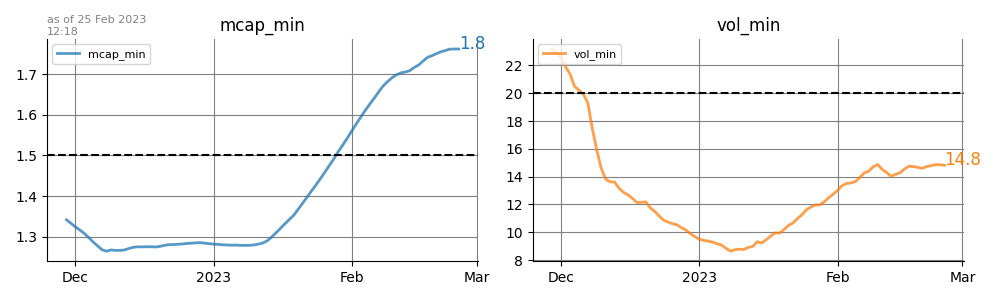 as of 25 Feb 2023
12:18
mcap_min
mcap_min
1.8
1.7
1.6
1.5
1.4
1.3
Dec
2023
Feb
Mar
vol_min
vol_min
14.8
22
20
18
16
14
12
10
8
Dec
2023
Feb
Mar